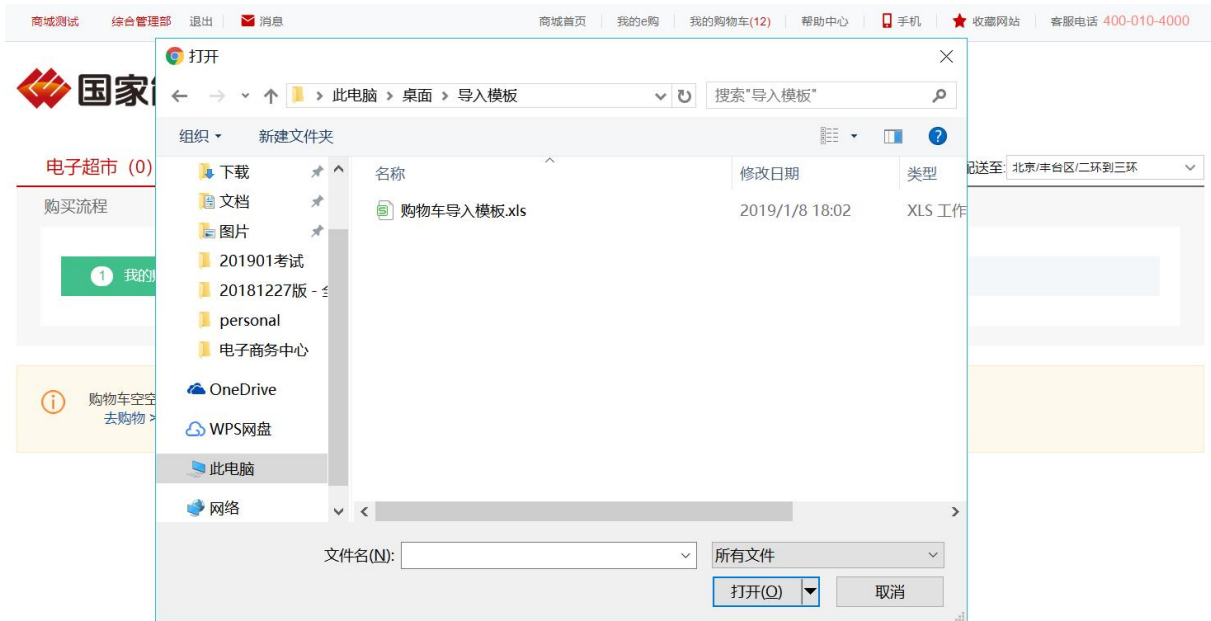 商城测试 综合管理部 退出 消息 商城首页 我的e购 我的购物车(12) 帮助中心 手机 收藏网站 客服电话 400-010-4000
打开
国家
此电脑 桌面 导入模板 搜索"导入模板"
组织 新建文件夹
电子超市 (0) 配送至: 北京/丰台区/二环到三环
下载 名称 修改日期 类型
购买流程
文档 购物车导入模板.xls 2019/1/8 18:02 XLS 工作
图片
201901考试
1 我的
20181227版 -
personal
电子商务中心
OneDrive
购物车空空
去购物 >
WPS网盘
此电脑
网络
文件名(N): 所有文件
打开(O) 取消